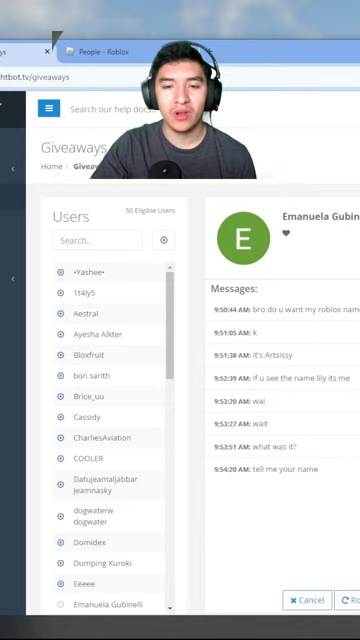 ys
People - Roblox
htbot.tv/giveaways
Search our help docs..
Giveaways
Home / Giveaw
Users
50 Eligible Users
Search..
•Yashee•
1t4ly5
Aestral
Ayesha Alkter
Bloxfruit
bon sarith
Brice_uu
Cassidy
CharliesAviation
COOLER
Datujeamaljabbar
Jeamnasky
dogwaterw
dogwater
Domidex
Dumping Kuroki
Eeeee
Emanuela Gubinelli
E
Emanuela Gubin
Messages:
9:50:44 AM: bro do u want my roblox name
9:51:05 AM: k
9:51:38 AM: it's Artsissy
9:52:39 AM: if u see the name lily its me
9:53:20 AM: wai
9:53:27 AM: wait
9:53:51 AM: what was it?
9:54:20 AM: tell me your name
Cancel
Ro